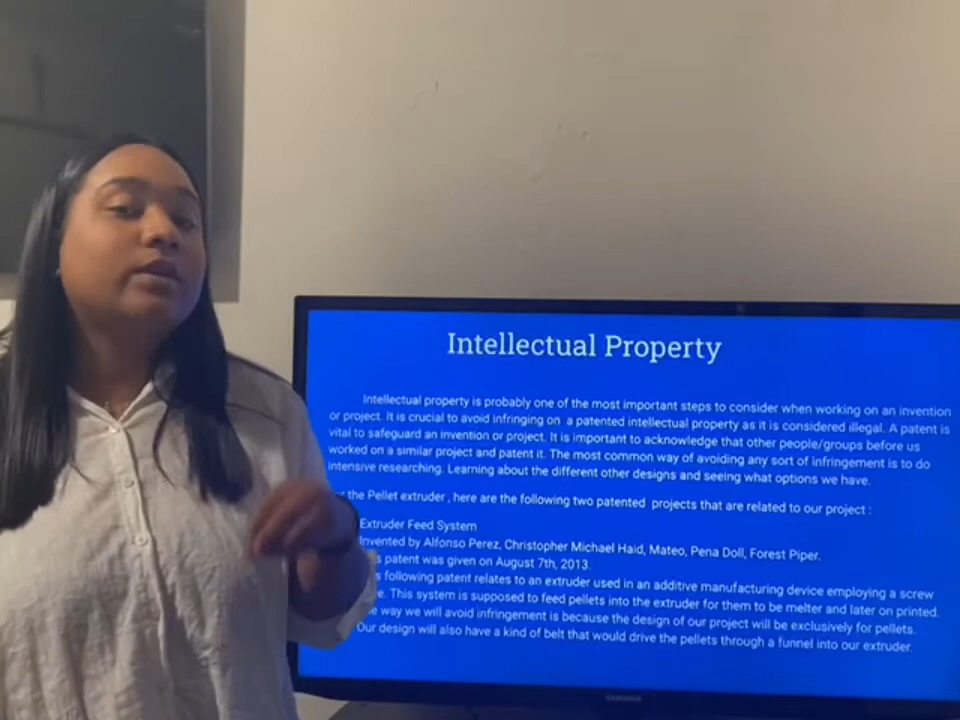 Intellectual Property
Intellectual property is probably one of the most important steps to consider when working on an invention
or project. It is crucial to avoid infringing on a patented intellectual property as it is considered illegal. A patent is
vital to safeguard an invention or project. It is important to acknowledge that other people/groups before us
worked on a similar project and patent it. The most common way of avoiding any sort of infringement is to do
intensive researching. Learning about the different other designs and seeing what options we have.
the Pellet extruder , here are the following two patented projects that are related to our project :
Extruder Feed System
Invented by Alfonso Perez, Christopher Michael Haid, Mateo, Pena Doll, Forest Piper.
patent was given on August 7th, 2013.
following patent relates to an extruder used in an additive manufacturing device employing a screw
This system is supposed to feed pellets into the extruder for them to be melter and later on printed.
way we will avoid infringement is because the design of our project will be exclusively for pellets.
Our design will also have a kind of belt that would drive the pellets through a funnel into our extruder.
SAMSUNG